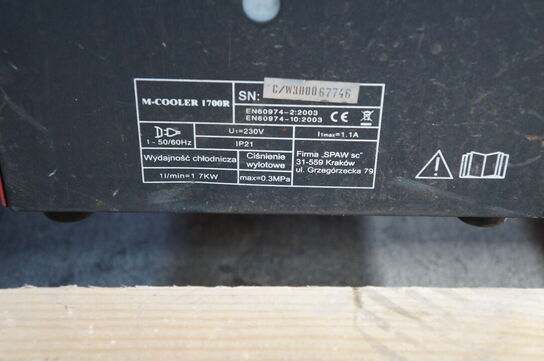 M-COOLER 1700R
SN: C/W300067746
EN60974-2:2003
EN60974-10:2003
CE
1 - 50/60Hz
U1=230V
I1max=1.1A
IP21
Wydajność chłodnicza
Ciśnienie wylotowe
Firma „SPAW sc"
31-559 Kraków
ul. Grzegórzecka 79
1l/min=1.7KW
max=0.3MPa